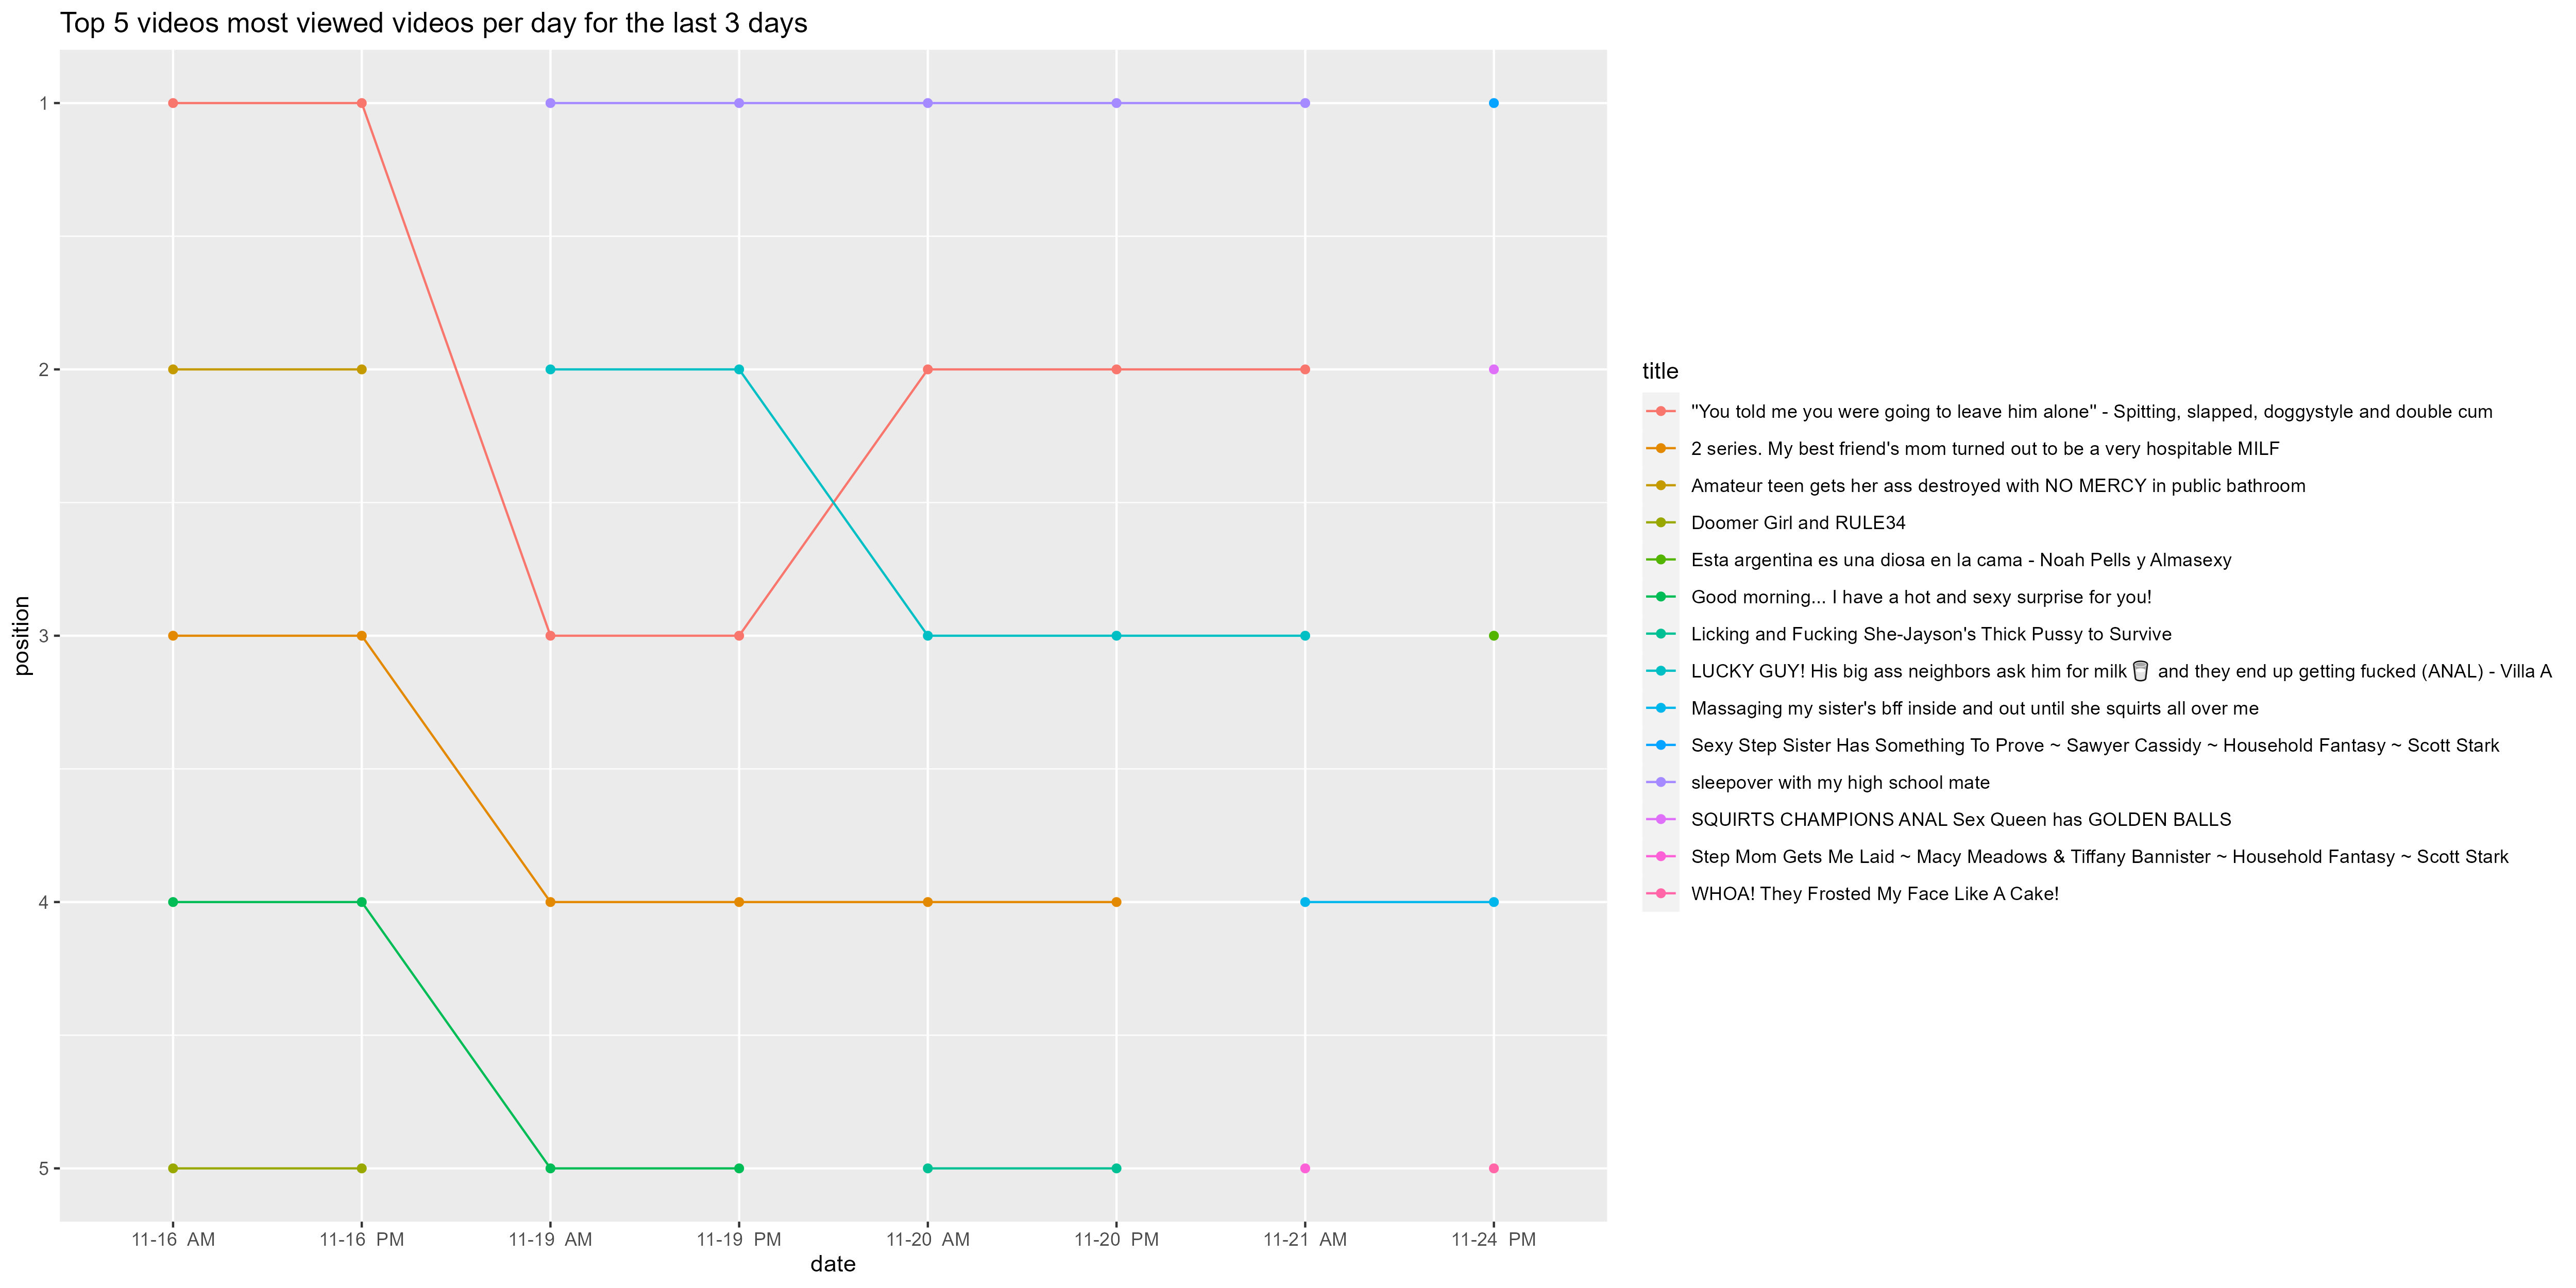 Top 5 videos most viewed videos per day for the last 3 days
position
1
2
3
4
5
11-16 AM
11-16 PM
11-19 AM
11-19 PM
11-20 AM
11-20 PM
11-21 AM
11-24 PM
date
title
"You told me you were going to leave him alone" - Spitting, slapped, doggystyle and double cum
2 series. My best friend's mom turned out to be a very hospitable MILF
Amateur teen gets her ass destroyed with NO MERCY in public bathroom
Doomer Girl and RULE34
Esta argentina es una diosa en la cama - Noah Pells y Almasexy
Good morning... I have a hot and sexy surprise for you!
Licking and Fucking She-Jayson's Thick Pussy to Survive
LUCKY GUY! His big ass neighbors ask him for milk 🥛 and they end up getting fucked (ANAL) - Villa A
Massaging my sister's bff inside and out until she squirts all over me
Sexy Step Sister Has Something To Prove ~ Sawyer Cassidy ~ Household Fantasy ~ Scott Stark
sleepover with my high school mate
SQUIRTS CHAMPIONS ANAL Sex Queen has GOLDEN BALLS
Step Mom Gets Me Laid ~ Macy Meadows & Tiffany Bannister ~ Household Fantasy ~ Scott Stark
WHOA! They Frosted My Face Like A Cake!